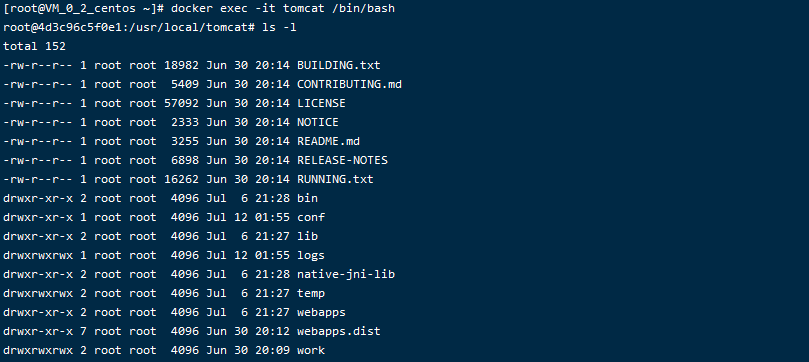 [root@VM_0_2_centos ~]# docker exec -it tomcat /bin/bash
root@4d3c96c5f0e1:/usr/local/tomcat# ls -l
total 152
-rw-r--r-- 1 root root 18982 Jun 30 20:14 BUILDING.txt
-rw-r--r-- 1 root root  5409 Jun 30 20:14 CONTRIBUTING.md
-rw-r--r-- 1 root root 57092 Jun 30 20:14 LICENSE
-rw-r--r-- 1 root root  2333 Jun 30 20:14 NOTICE
-rw-r--r-- 1 root root  3255 Jun 30 20:14 README.md
-rw-r--r-- 1 root root  6898 Jun 30 20:14 RELEASE-NOTES
-rw-r--r-- 1 root root 16262 Jun 30 20:14 RUNNING.txt
drwxr-xr-x 2 root root  4096 Jul  6 21:28 bin
drwxr-xr-x 1 root root  4096 Jul 12 01:55 conf
drwxr-xr-x 2 root root  4096 Jul  6 21:27 lib
drwxrwxrwx 1 root root  4096 Jul 12 01:55 logs
drwxr-xr-x 2 root root  4096 Jul  6 21:28 native-jni-lib
drwxrwxrwx 2 root root  4096 Jul  6 21:27 temp
drwxr-xr-x 2 root root  4096 Jul  6 21:27 webapps
drwxr-xr-x 7 root root  4096 Jun 30 20:12 webapps.dist
drwxrwxrwx 2 root root  4096 Jun 30 20:09 work